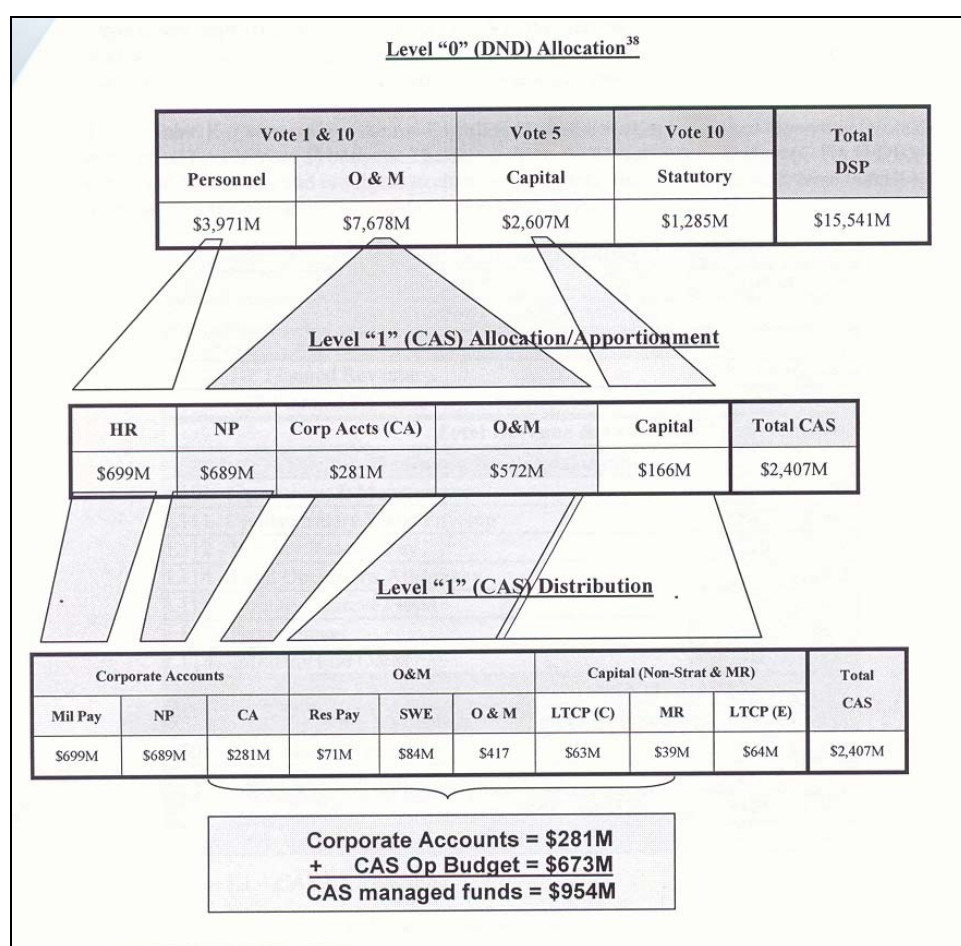 Level “0” (DND) Allocation38
Vote 1 & 10 Vote 5 Vote 10 Total DSP
Personnel O & M Capital Statutory
$3,971M $7,678M $2,607M $1,285M $15,541M
Level “1” (CAS) Allocation/Apportionment
HR NP Corp Accts (CA) O&M Capital Total CAS
$699M $689M $281M $572M $166M $2,407M
Level “1” (CAS) Distribution
Corporate Accounts O&M Capital (Non-Strat & MR) Total CAS
Mil Pay NP CA Res Pay SWE O & M LTCP (C) MR LTCP (E)
$699M $689M $281M $71M $84M $417 $63M $39M $64M $2,407M
Corporate Accounts = $281M
+ CAS Op Budget = $673M
CAS managed funds = $954M